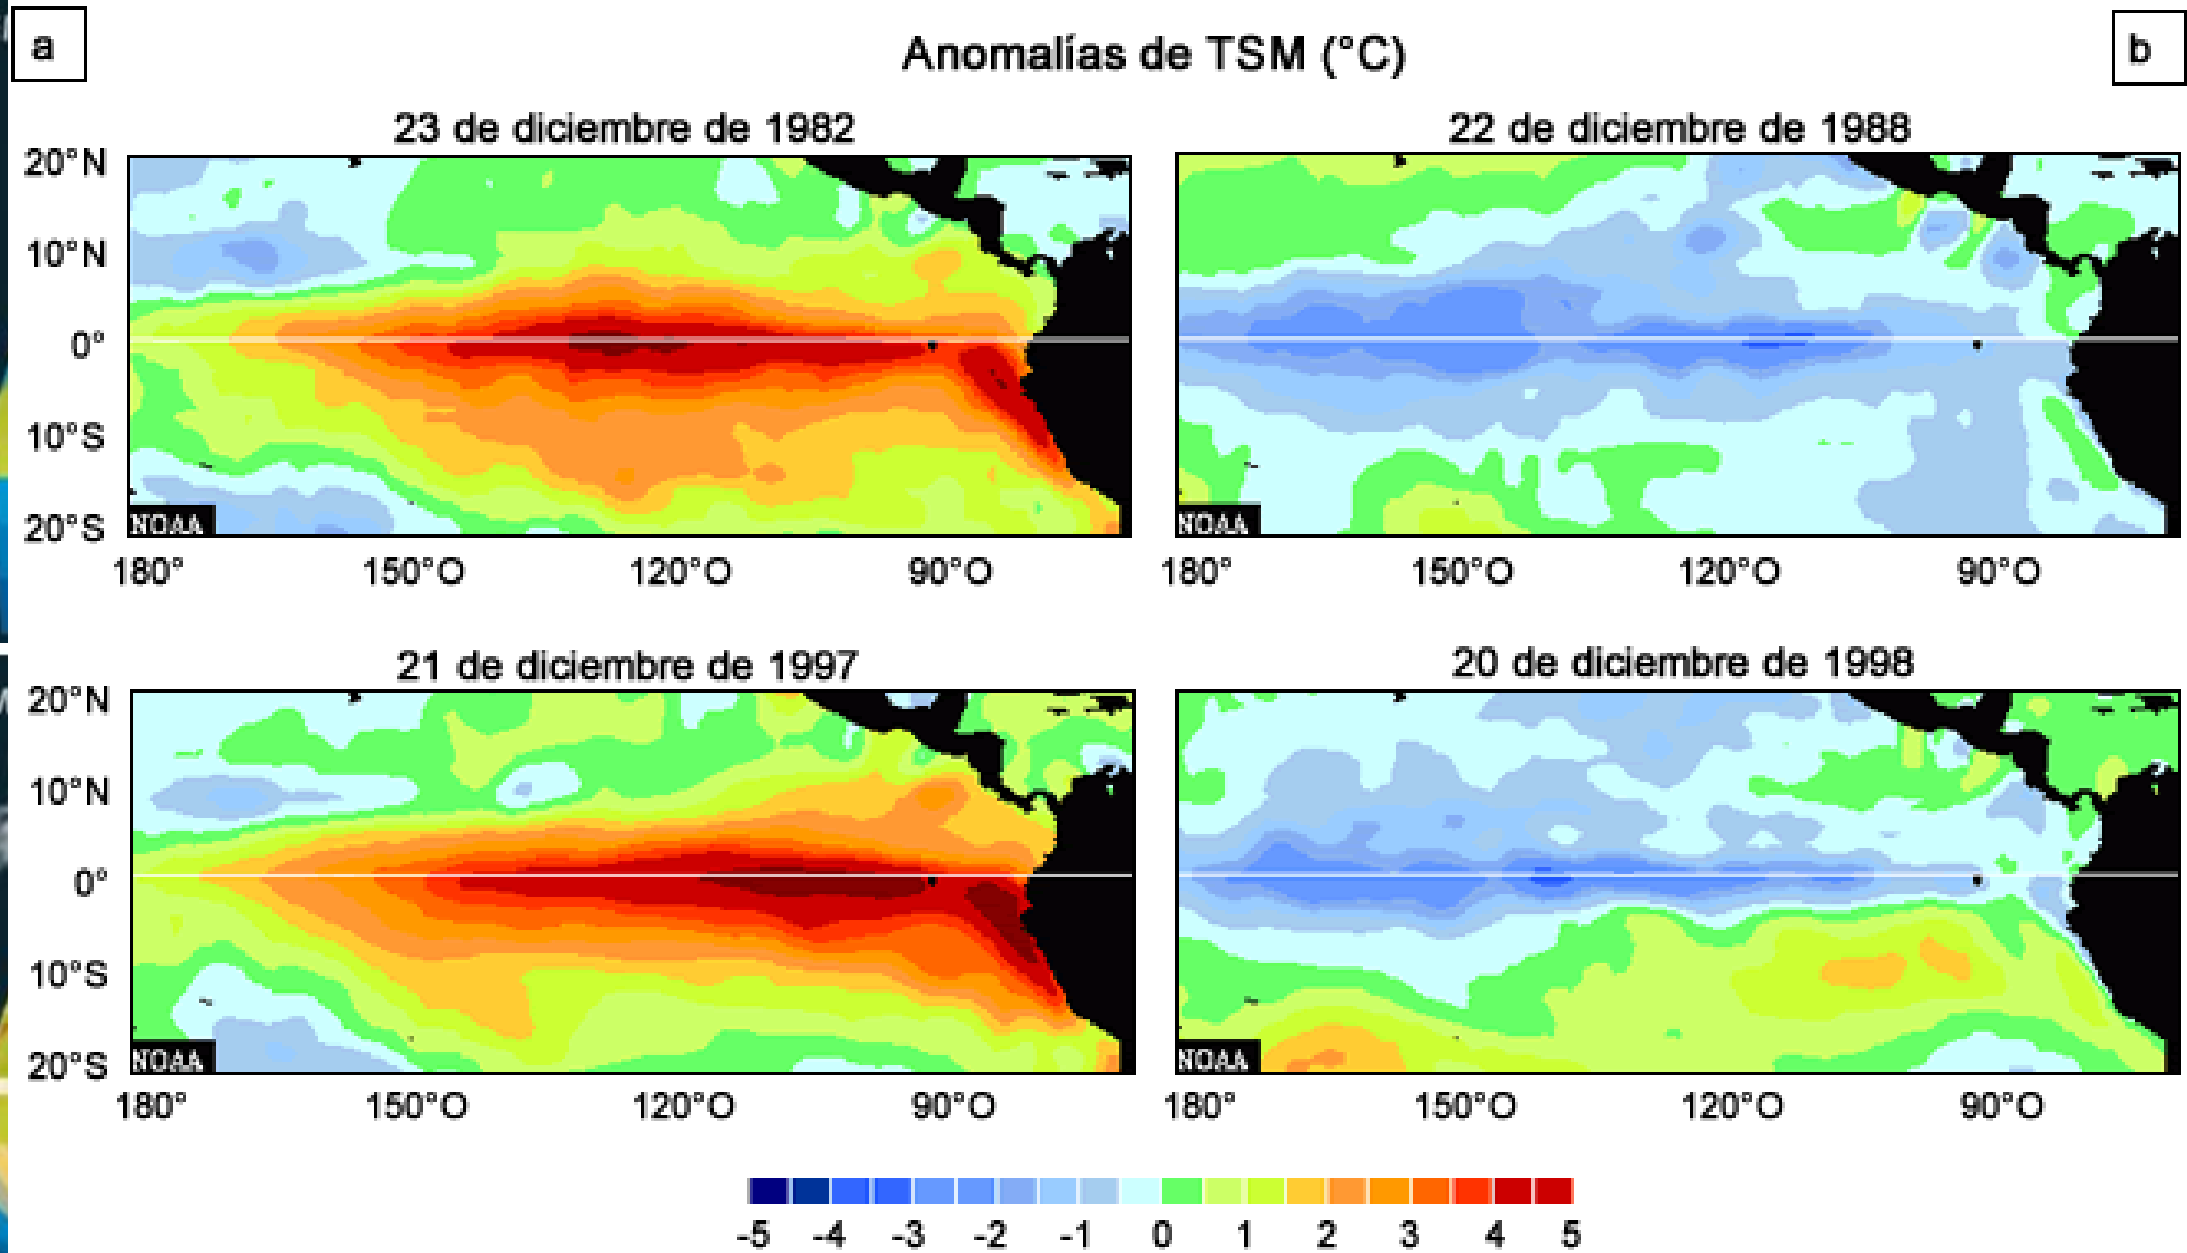 a
b
Anomalías de TSM (°C)
23 de diciembre de 1982
22 de diciembre de 1988
20°N
10°N
0°
10°S
20°S
NOAA
NOAA
180° 150°O 120°O 90°O
180° 150°O 120°O 90°O
21 de diciembre de 1997
20 de diciembre de 1998
20°N
10°N
0°
10°S
20°S
NOAA
NOAA
180° 150°O 120°O 90°O
180° 150°O 120°O 90°O
-5 -4 -3 -2 -1 0 1 2 3 4 5